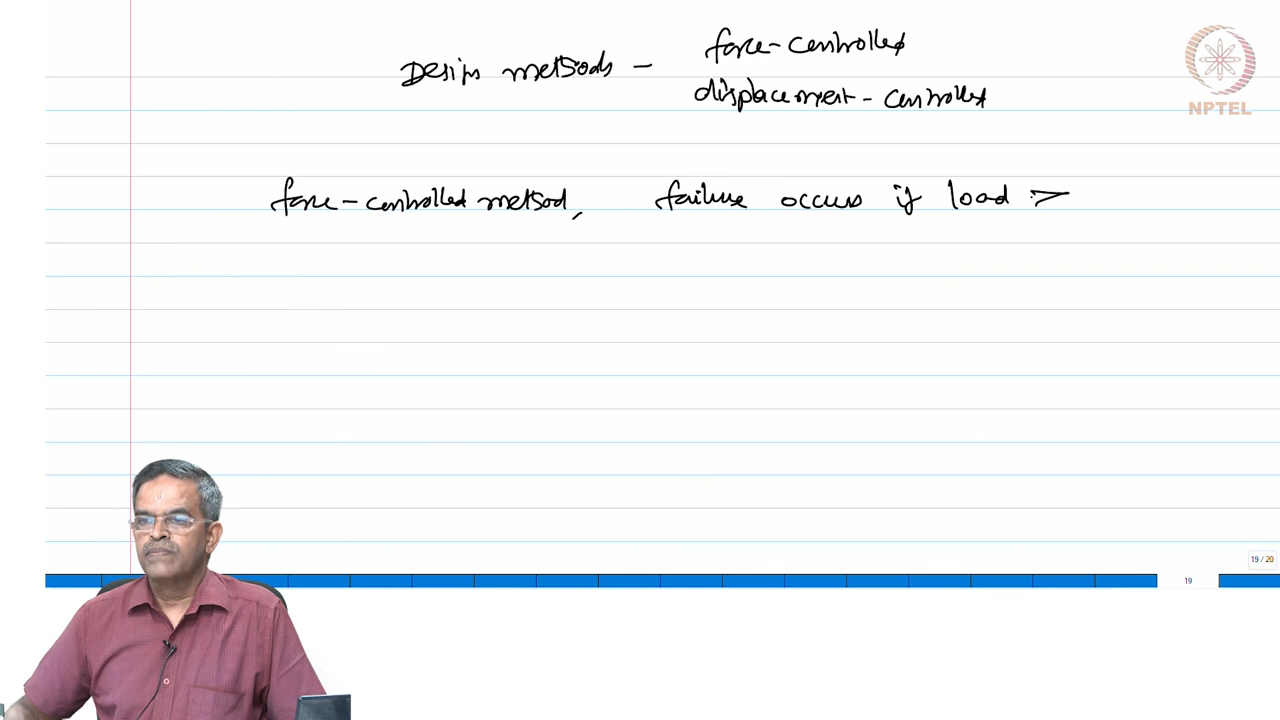 Design methods - force-controlled
displacement - controlled
NPTEL
force-controlled method, failure occurs if load >
19 / 20
19